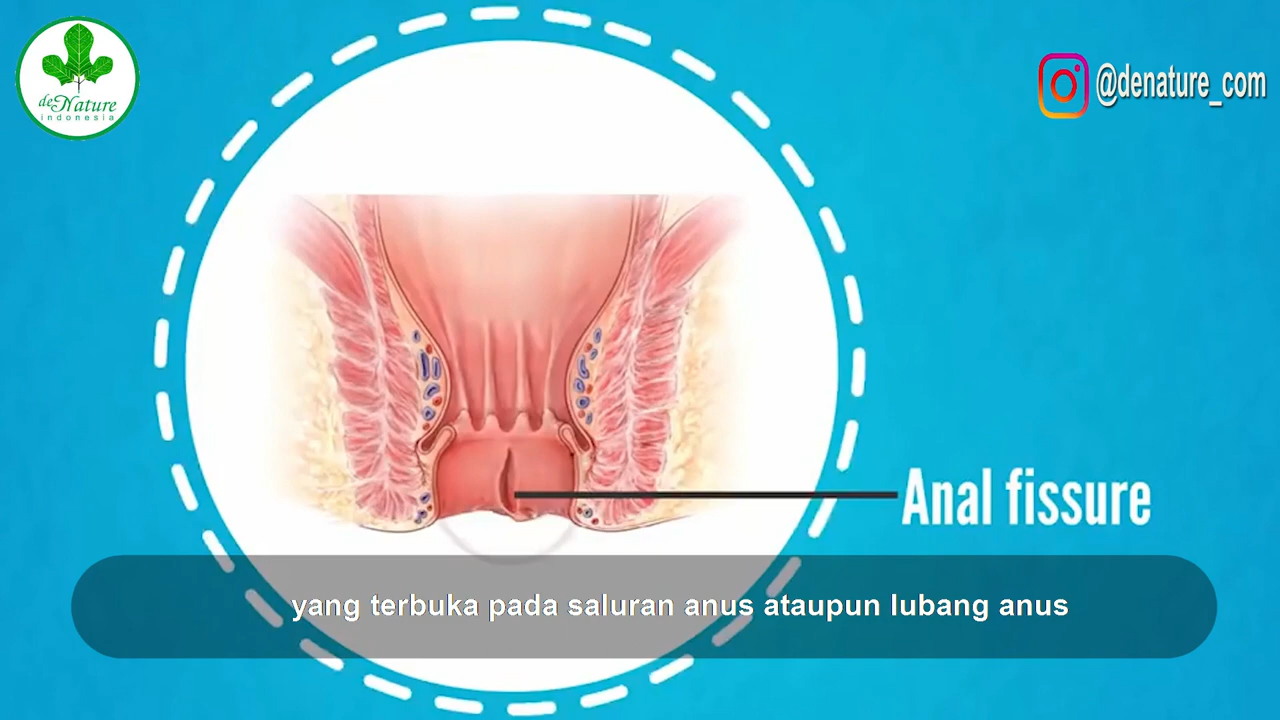 deNature
indonesia
@denature_com
Anal fissure
yang terbuka pada saluran anus ataupun lubang anus